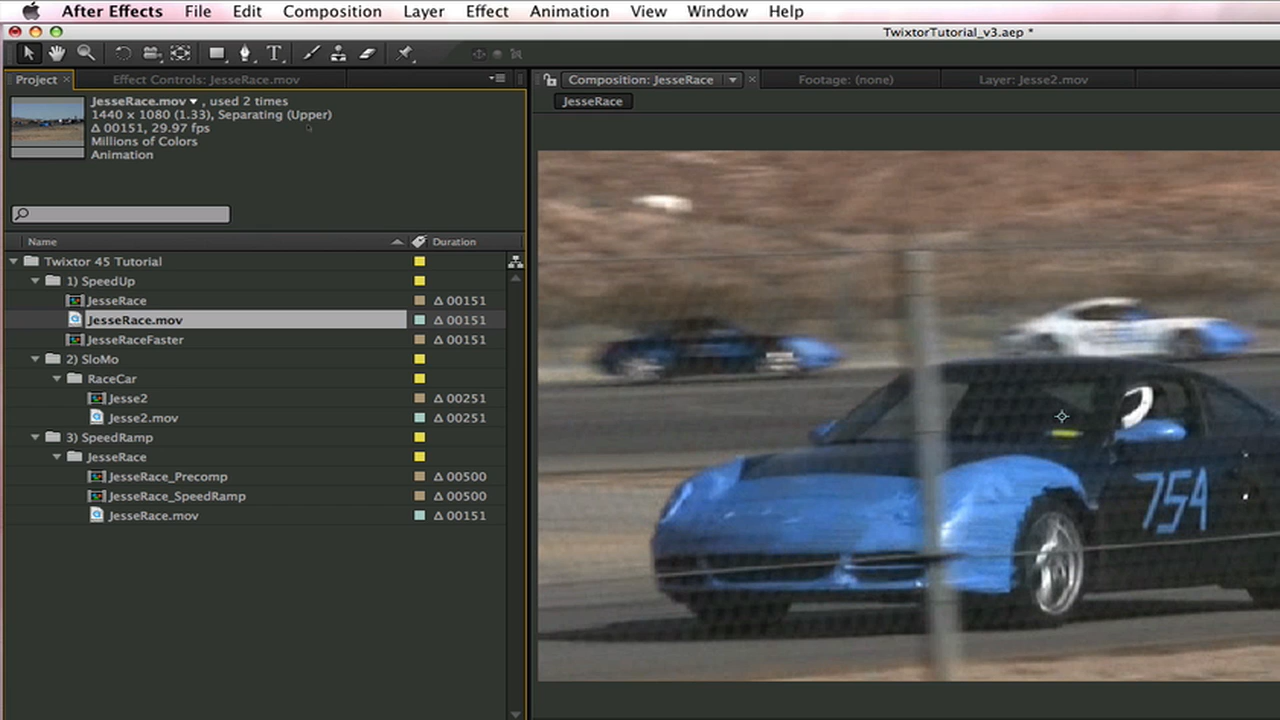 After Effects File Edit Composition Layer Effect Animation View Window Help
TwixtorTutorial_v3.aep *
Project Effect Controls: JesseRace.mov Composition: JesseRace Footage: (none) Layer: Jesse2.mov
JesseRace
JesseRace.mov , used 2 times
1440 x 1080 (1.33), Separating (Upper)
Δ 00151, 29.97 fps
Millions of Colors
Animation
Name Duration
Twixtor 45 Tutorial
1) SpeedUp
JesseRace Δ 00151
JesseRace.mov Δ 00151
JesseRaceFaster Δ 00151
2) SloMo
RaceCar
Jesse2 Δ 00251
Jesse2.mov Δ 00251
3) SpeedRamp
JesseRace
JesseRace_Precomp Δ 00500
JesseRace_SpeedRamp Δ 00500
JesseRace.mov Δ 00151
754